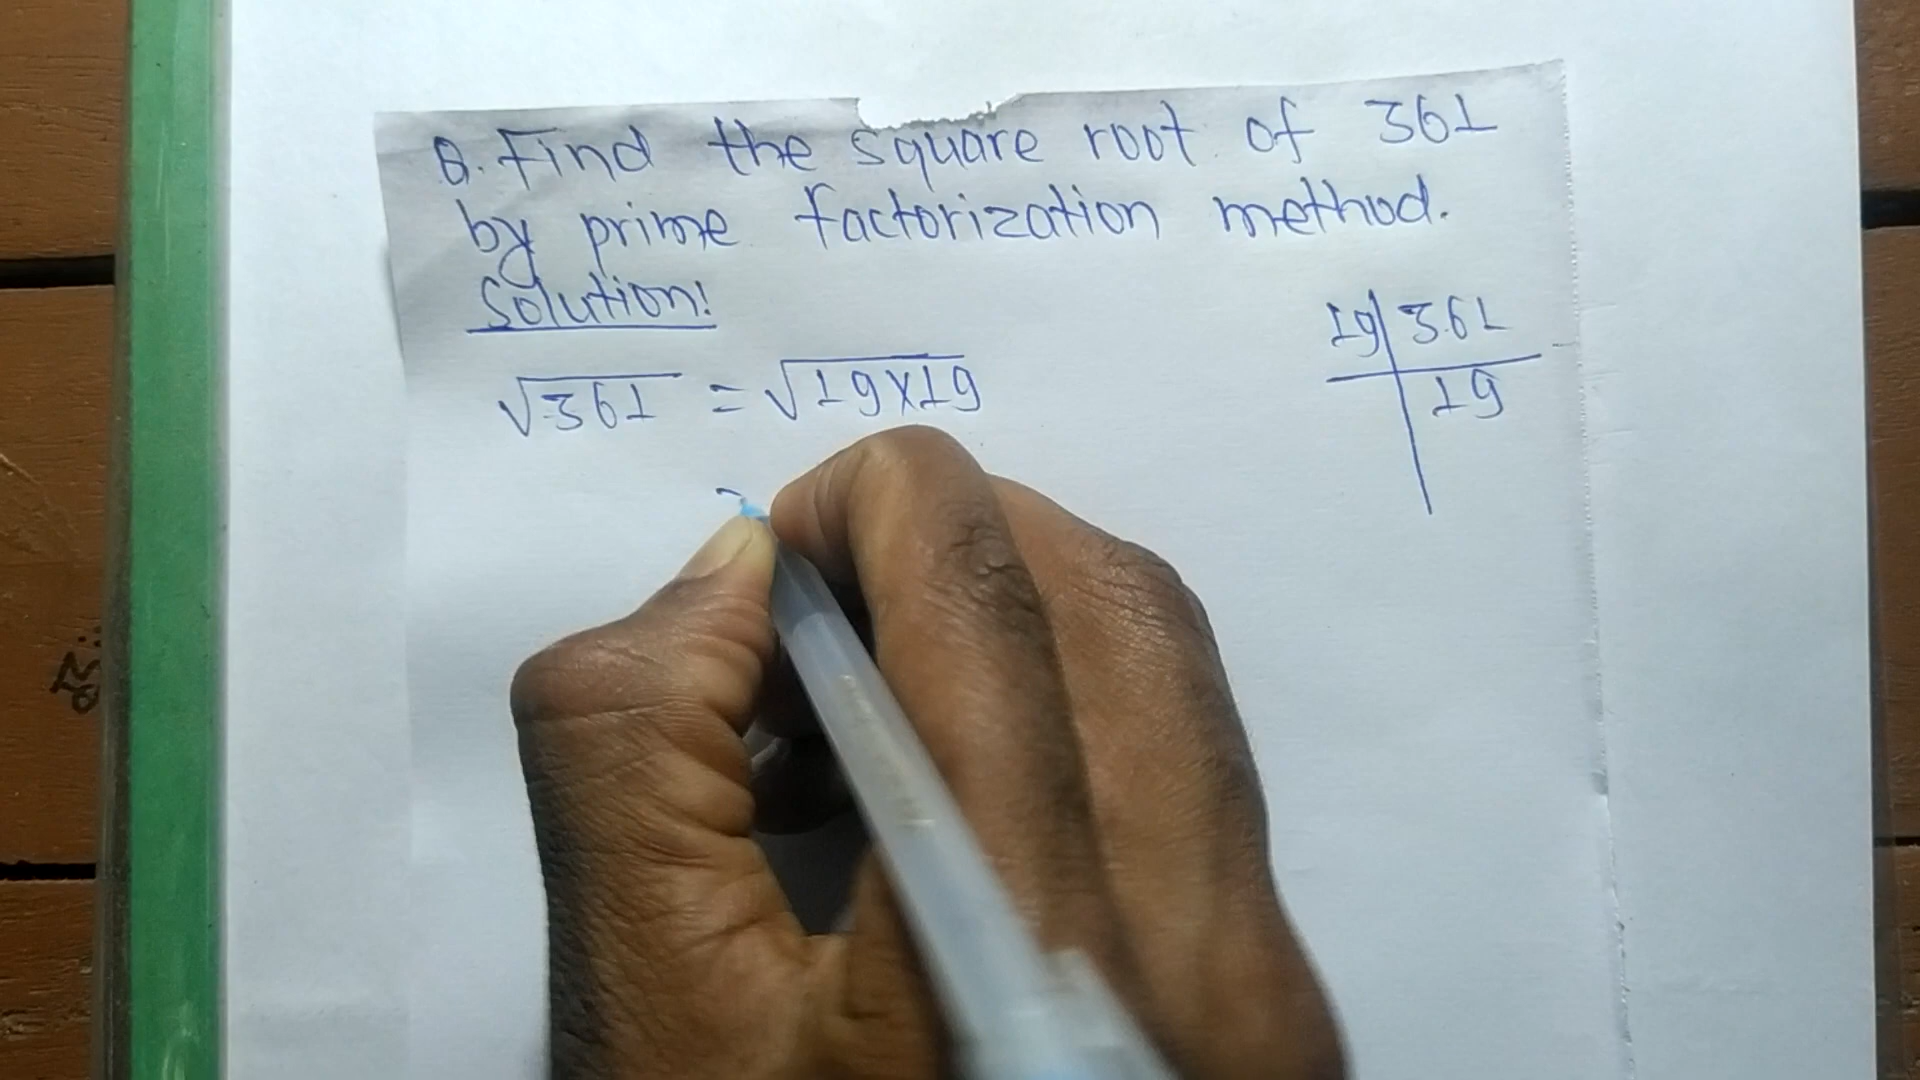 Q. Find the square root of 361
by prime factorization method.
Solution!
√361 = √19×19
19 361
19